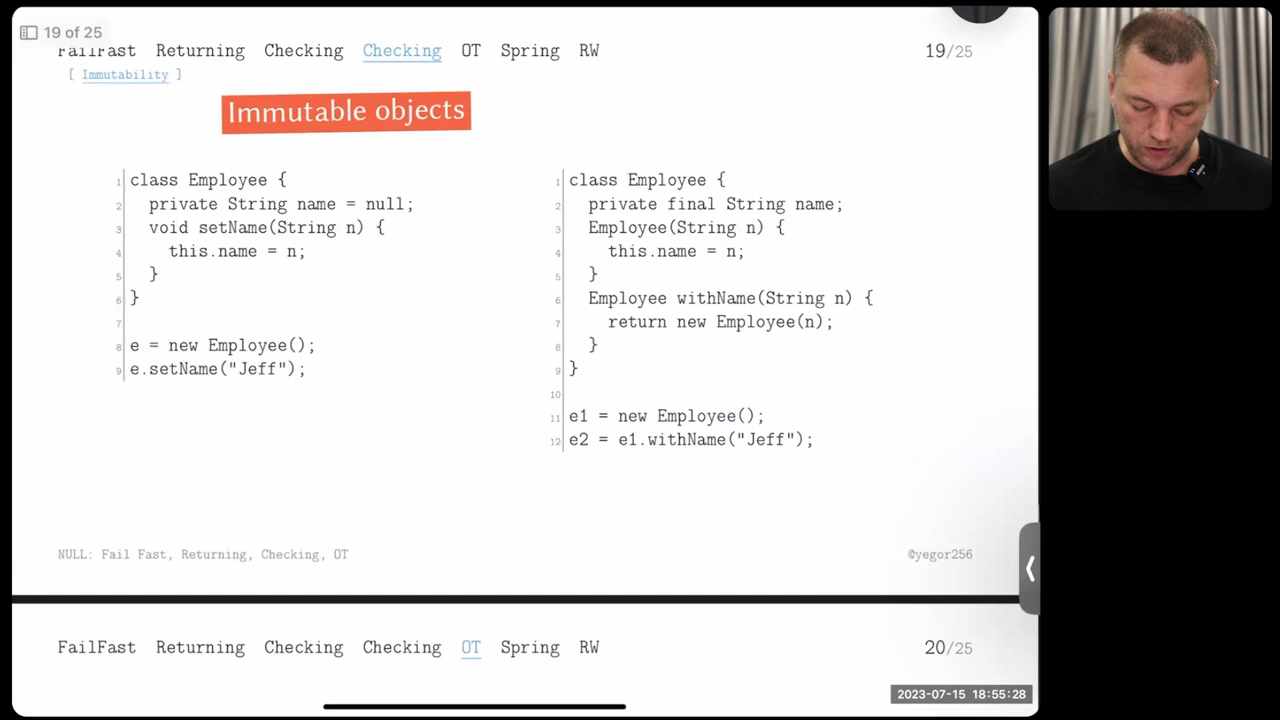 19 of 25
FailFast Returning Checking Checking OT Spring RW 19/25
[ Immutability ]
Immutable objects
1 class Employee {
2 private String name = null;
3 void setName(String n) {
4 this.name = n;
5 }
6 }
7
8 e = new Employee();
9 e.setName("Jeff");
1 class Employee {
2 private final String name;
3 Employee(String n) {
4 this.name = n;
5 }
6 Employee withName(String n) {
7 return new Employee(n);
8 }
9 }
10
11 e1 = new Employee();
12 e2 = e1.withName("Jeff");
NULL: Fail Fast, Returning, Checking, OT @yegor256
FailFast Returning Checking Checking OT Spring RW 20/25
2023-07-15 18:55:28